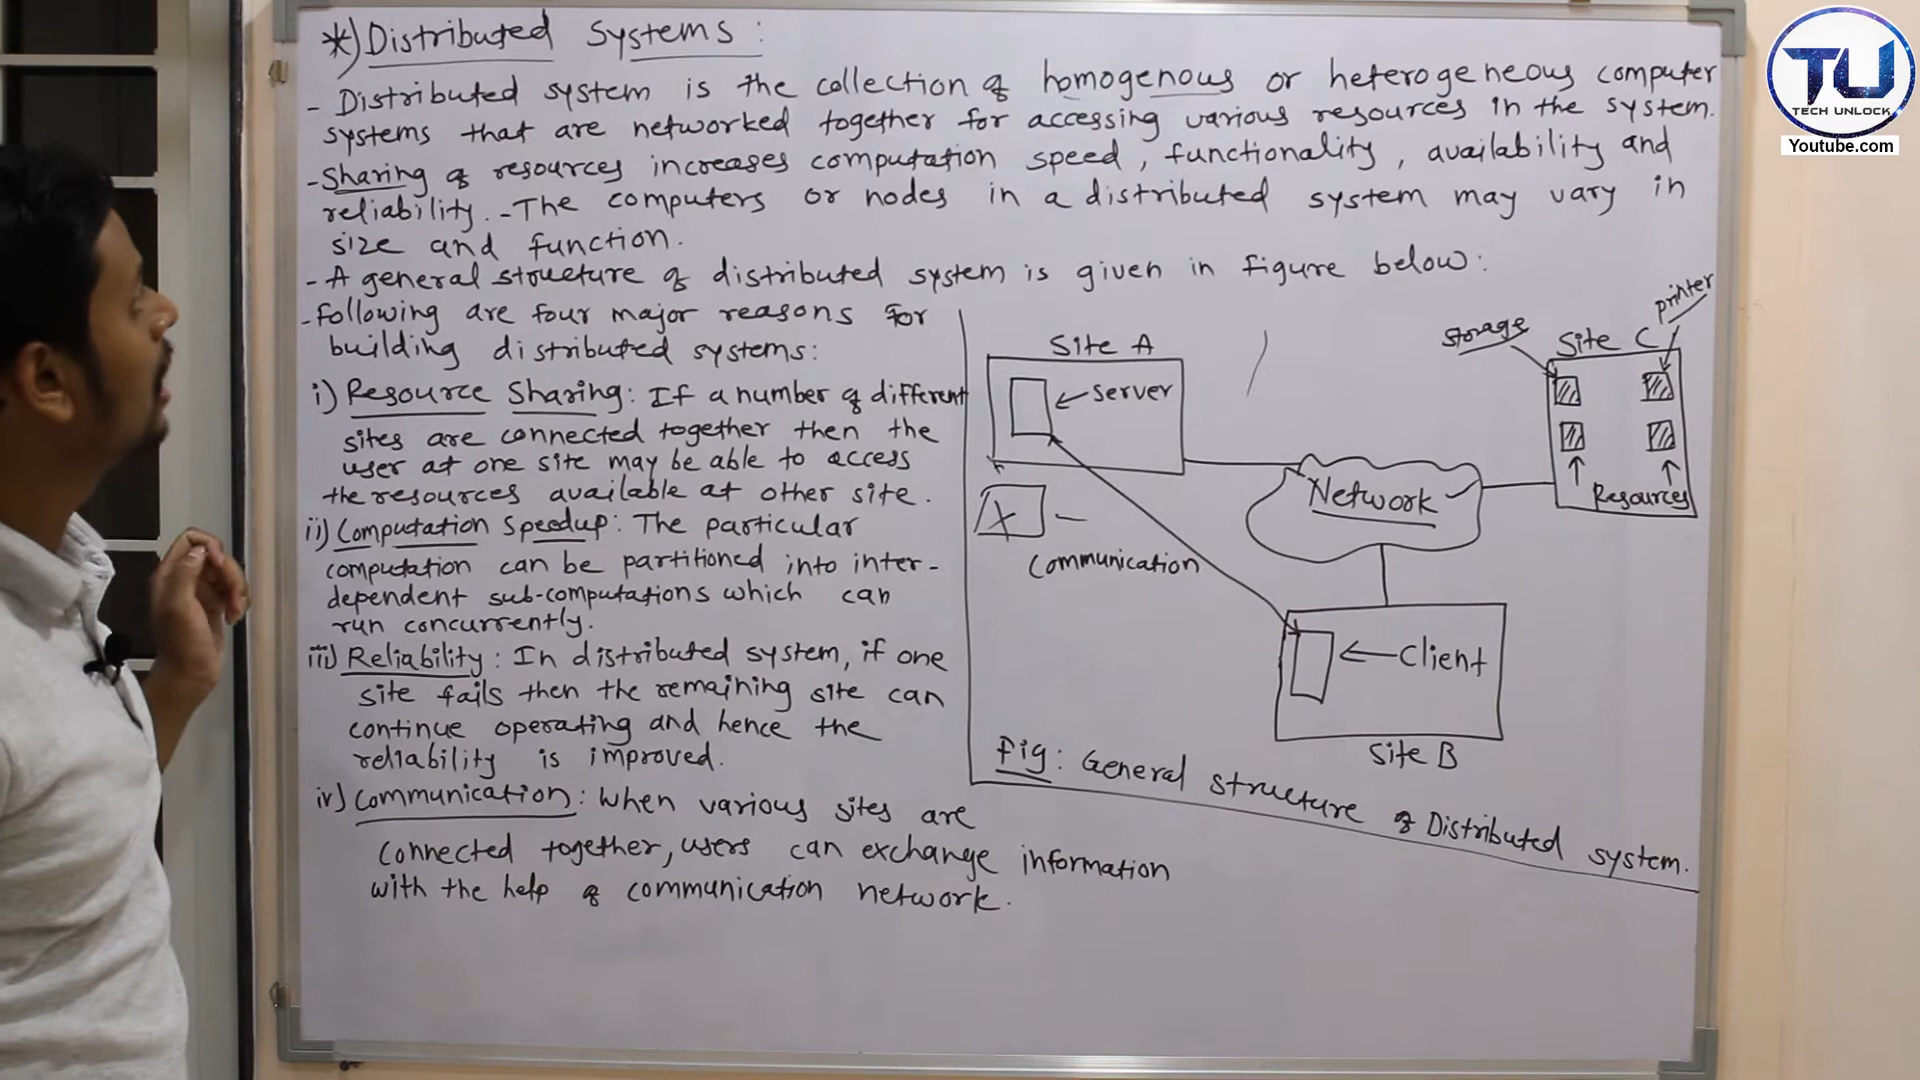 *) Distributed Systems :
- Distributed system is the collection of homogenous or heterogeneous computer
systems that are networked together for accessing various resources in the system.
- Sharing of resources increases computation speed, functionality, availability and
reliability. - The computers or nodes in a distributed system may vary in
size and function.
- A general structure of distributed system is given in figure below :
- Following are four major reasons for
building distributed systems :
i) Resource Sharing : If a number of different
sites are connected together then the
user at one site may be able to access
the resources available at other site.
ii) Computation Speedup : The particular
computation can be partitioned into inter-
dependent sub-computations which can
run concurrently.
iii) Reliability : In distributed system, if one
site fails then the remaining site can
continue operating and hence the
reliability is improved.
iv) Communication : When various sites are
connected together, users can exchange information
with the help of communication network.
Site A
Server
X
Communication
Network
Storage
Site C
Printer
Resources
Client
Site B
Fig : General structure of Distributed system.
TU
TECH UNLOCK
Youtube.com